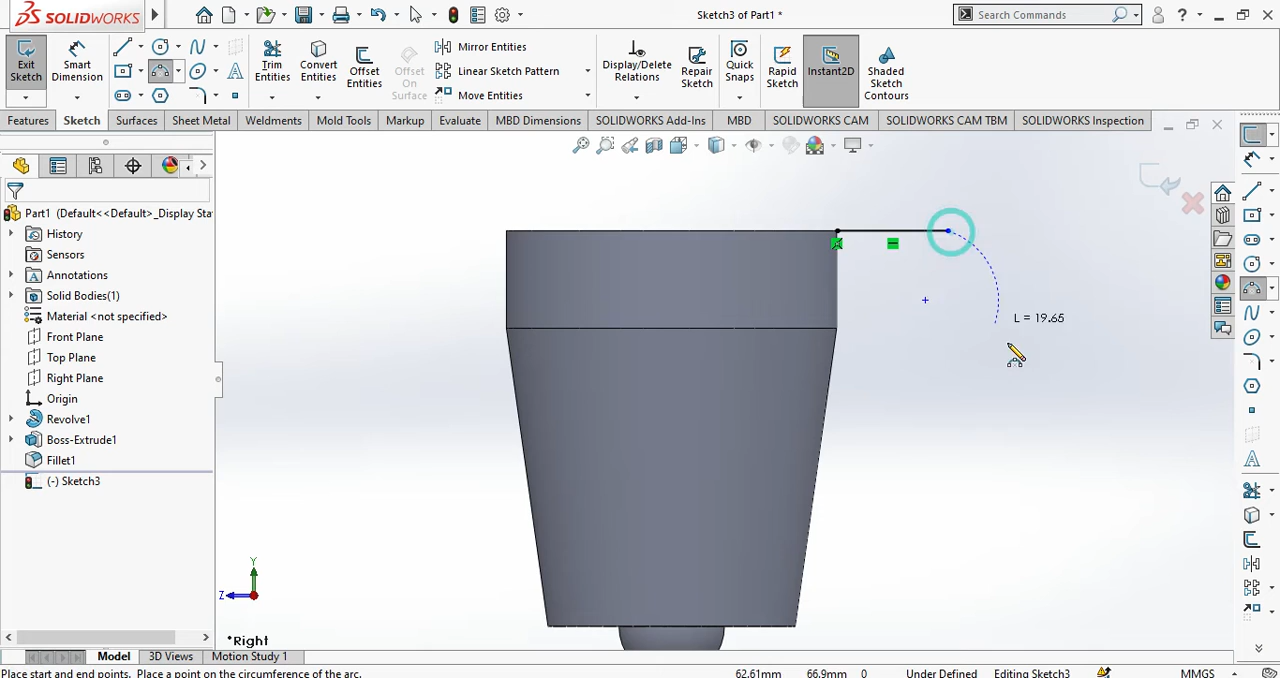 SOLIDWORKS
Sketch3 of Part1 *
Search Commands
?
Exit Sketch
Smart Dimension
Trim Entities
Convert Entities
Offset Entities
Offset On Surface
Mirror Entities
Linear Sketch Pattern
Move Entities
Display/Delete Relations
Repair Sketch
Quick Snaps
Rapid Sketch
Instant2D
Shaded Sketch Contours
Features
Sketch
Surfaces
Sheet Metal
Weldments
Mold Tools
Markup
Evaluate
MBD Dimensions
SOLIDWORKS Add-Ins
MBD
SOLIDWORKS CAM
SOLIDWORKS CAM TBM
SOLIDWORKS Inspection
Part1 (Default<<Default>_Display Sta
History
Sensors
Annotations
Solid Bodies(1)
Material <not specified>
Front Plane
Top Plane
Right Plane
Origin
Revolve1
Boss-Extrude1
Fillet1
(-) Sketch3
L = 19.65
Y
Z
*Right
Model
3D Views
Motion Study 1
Place start and end points. Place a point on the circumference of the arc.
62.61mm
66.9mm
0
Under Defined
Editing Sketch3
MMGS